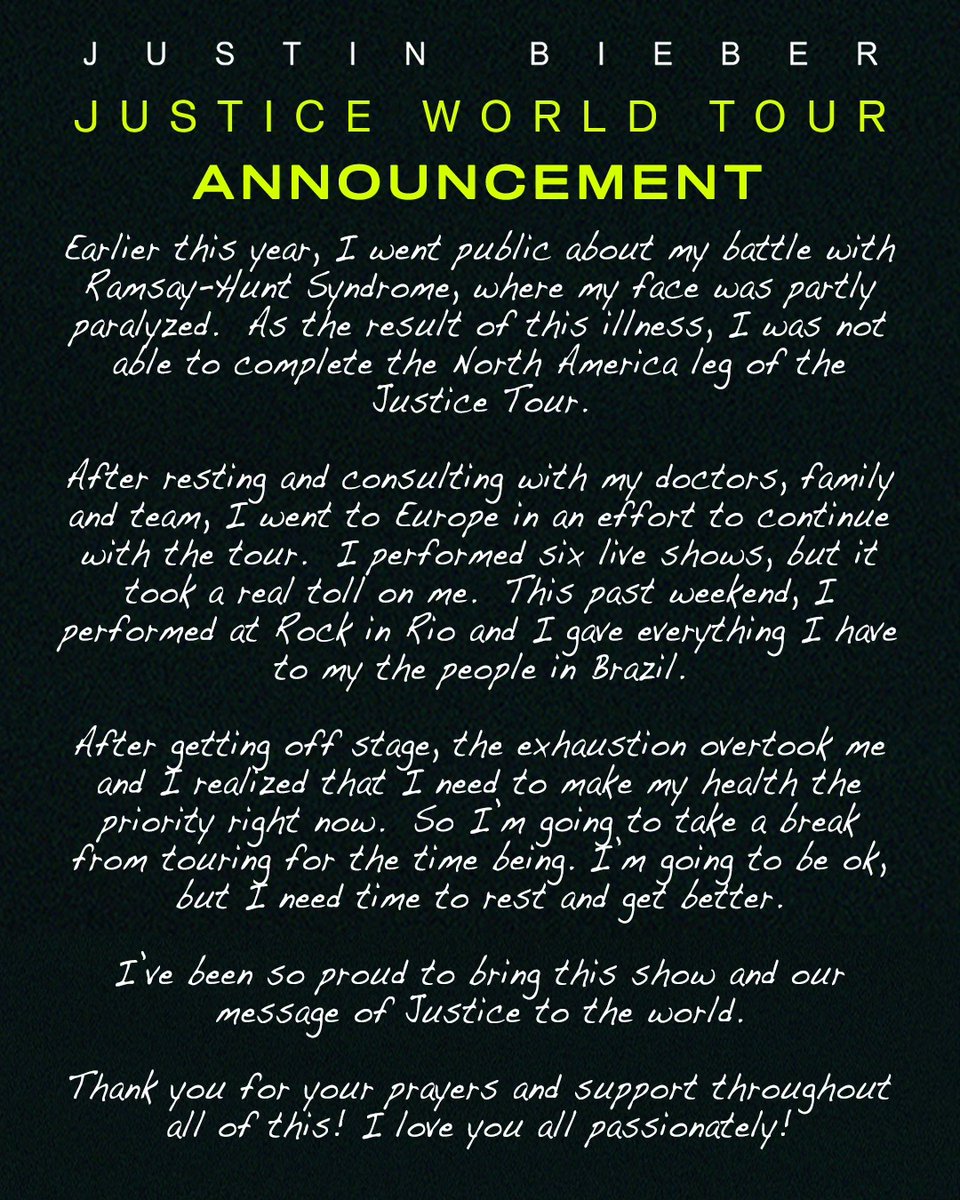 JUSTIN BIEBER
JUSTICE WORLD TOUR
ANNOUNCEMENT
Earlier this year, I went public about my battle with
Ramsay-Hunt Syndrome, where my face was partly
paralyzed. As the result of this illness, I was not
able to complete the North America leg of the
Justice Tour.
After resting and consulting with my doctors, family
and team, I went to Europe in an effort to continue
with the tour. I performed six live shows, but it
took a real toll on me. This past weekend, I
performed at Rock in Rio and I gave everything I have
to my the people in Brazil.
After getting off stage, the exhaustion overtook me
and I realized that I need to make my health the
priority right now. So I'm going to take a break
from touring for the time being. I'm going to be ok,
but I need time to rest and get better.
I've been so proud to bring this show and our
message of Justice to the world.
Thank you for your prayers and support throughout
all of this! I love you all passionately!